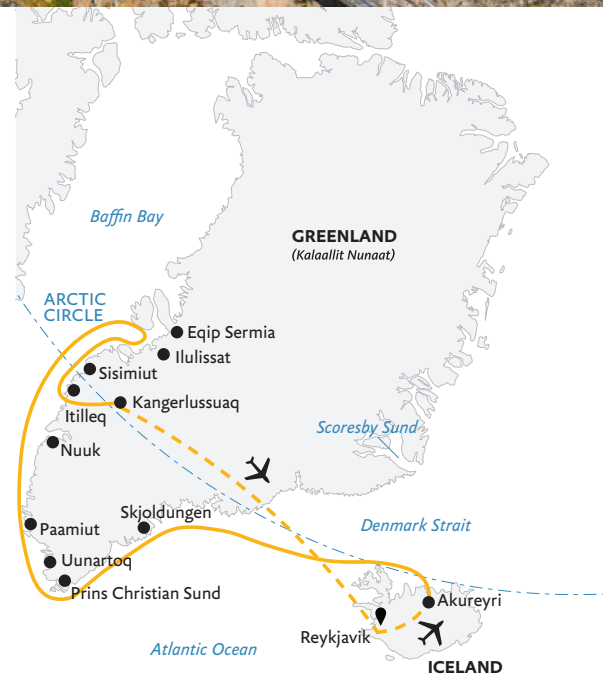 Baffin Bay
GREENLAND
(Kalaallit Nunaat)
ARCTIC
CIRCLE
Eqip Sermia
Ilulissat
Sisimiut
Itilleq
Kangerlussuaq
Scoresby Sund
Nuuk
Skjoldungen
Paamiut
Denmark Strait
Uunartoq
Prins Christian Sund
Akureyri
Reykjavik
Atlantic Ocean
ICELAND